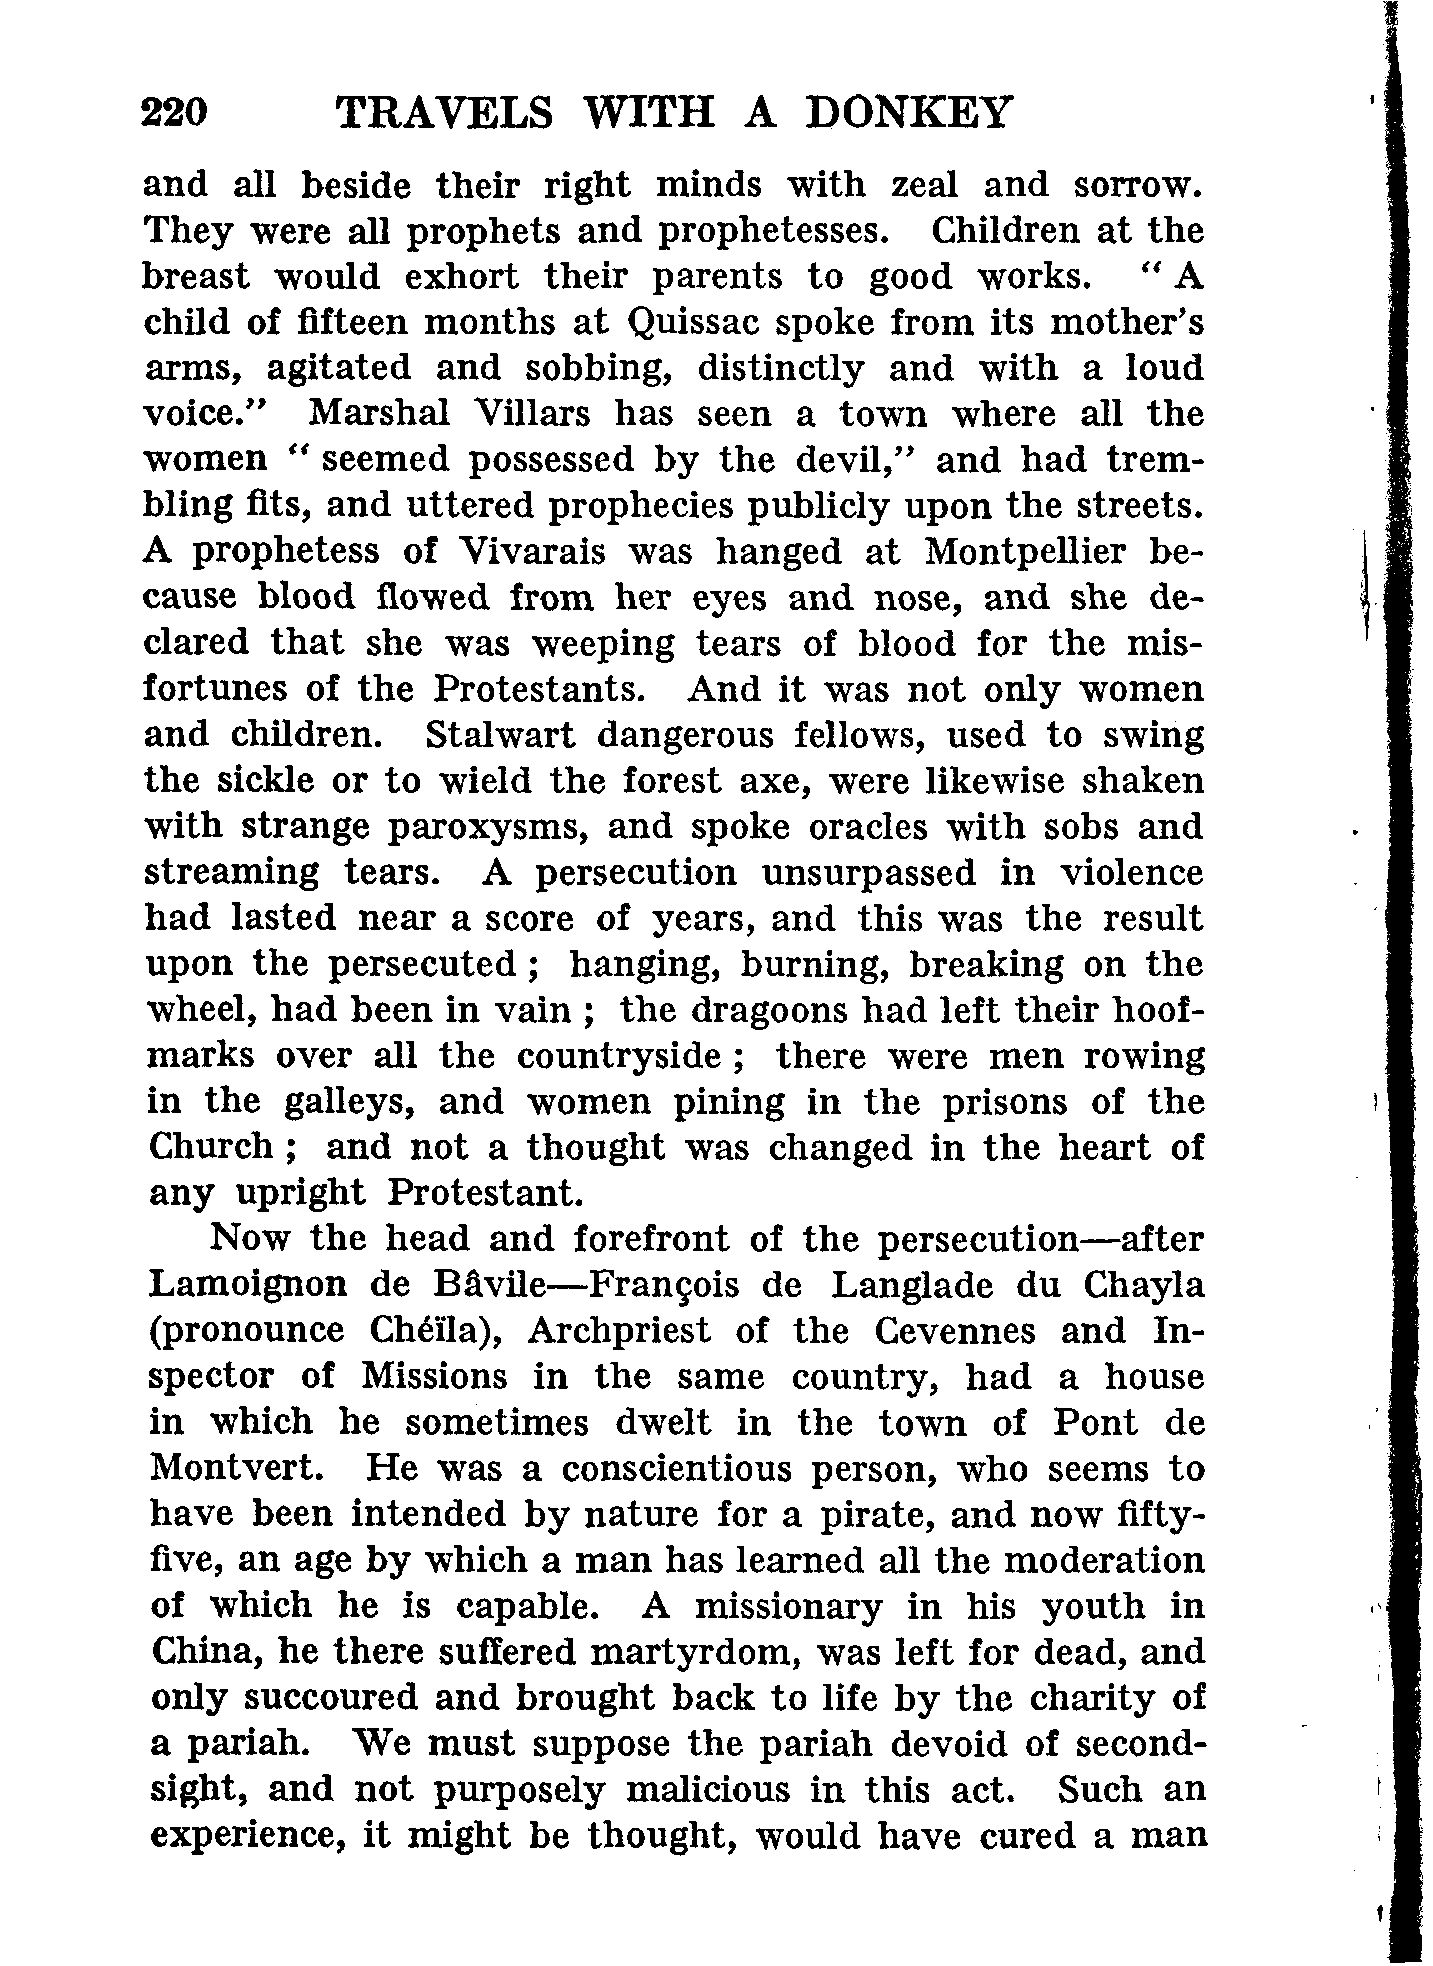 220 TRAVELS WITH A DONKEY
and all beside their right minds with zeal and sorrow.
They were all prophets and prophetesses. Children at the
breast would exhort their parents to good works. “ A
child of fifteen months at Quissac spoke from its mother’s
arms, agitated and sobbing, distinctly and with a loud
voice.” Marshal Villars has seen a town where all the
women “ seemed possessed by the devil,” and had trem-
bling fits, and uttered prophecies publicly upon the streets.
A prophetess of Vivarais was hanged at Montpellier be-
cause blood flowed from her eyes and nose, and she de-
clared that she was weeping tears of blood for the mis-
fortunes of the Protestants. And it was not only women
and children. Stalwart dangerous fellows, used to swing
the sickle or to wield the forest axe, were likewise shaken
with strange paroxysms, and spoke oracles with sobs and
streaming tears. A persecution unsurpassed in violence
had lasted near a score of years, and this was the result
upon the persecuted ; hanging, burning, breaking on the
wheel, had been in vain ; the dragoons had left their hoof-
marks over all the countryside ; there were men rowing
in the galleys, and women pining in the prisons of the
Church ; and not a thought was changed in the heart of
any upright Protestant.
Now the head and forefront of the persecution—after
Lamoignon de Bâvile—François de Langlade du Chayla
(pronounce Chéïla), Archpriest of the Cevennes and In-
spector of Missions in the same country, had a house
in which he sometimes dwelt in the town of Pont de
Montvert. He was a conscientious person, who seems to
have been intended by nature for a pirate, and now fifty-
five, an age by which a man has learned all the moderation
of which he is capable. A missionary in his youth in
China, he there suffered martyrdom, was left for dead, and
only succoured and brought back to life by the charity of
a pariah. We must suppose the pariah devoid of second-
sight, and not purposely malicious in this act. Such an
experience, it might be thought, would have cured a man